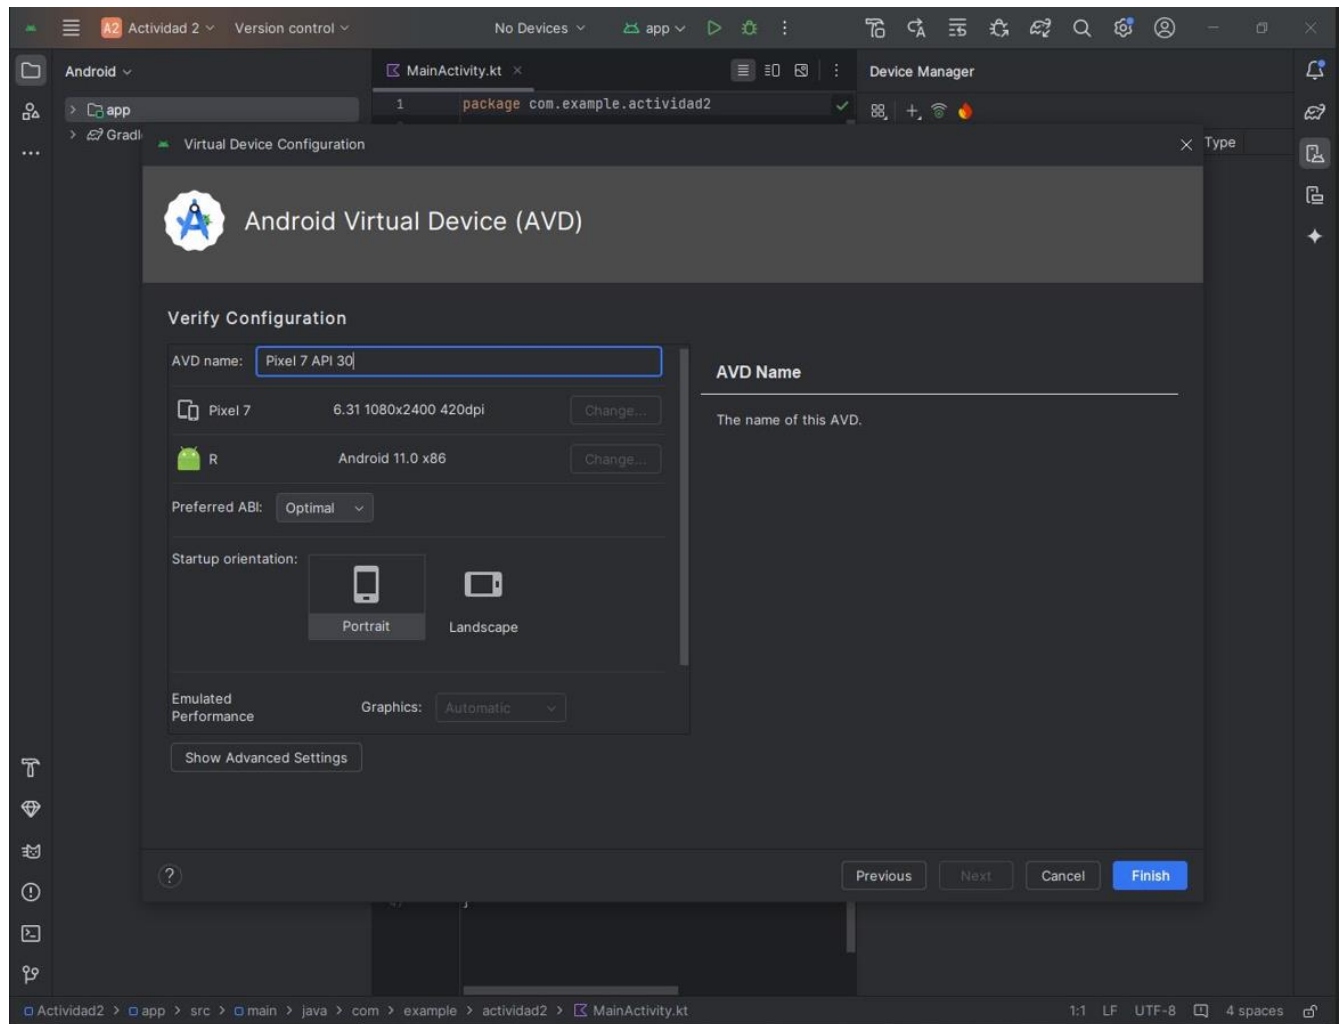 A2 Actividad 2 Version control No Devices app
Android
MainActivity.kt
Device Manager
app
1 package com.example.actividad2
Gradl
Type
Virtual Device Configuration
Android Virtual Device (AVD)
Verify Configuration
AVD name: Pixel 7 API 30
AVD Name
The name of this AVD.
Pixel 7 6.31 1080x2400 420dpi Change...
R Android 11.0 x86 Change...
Preferred ABI: Optimal
Startup orientation:
Portrait
Landscape
Emulated
Performance
Graphics: Automatic
Show Advanced Settings
? Previous Next Cancel Finish
Actividad2 > app > src > main > java > com > example > actividad2 > MainActivity.kt
1:1 LF UTF-8 4 spaces